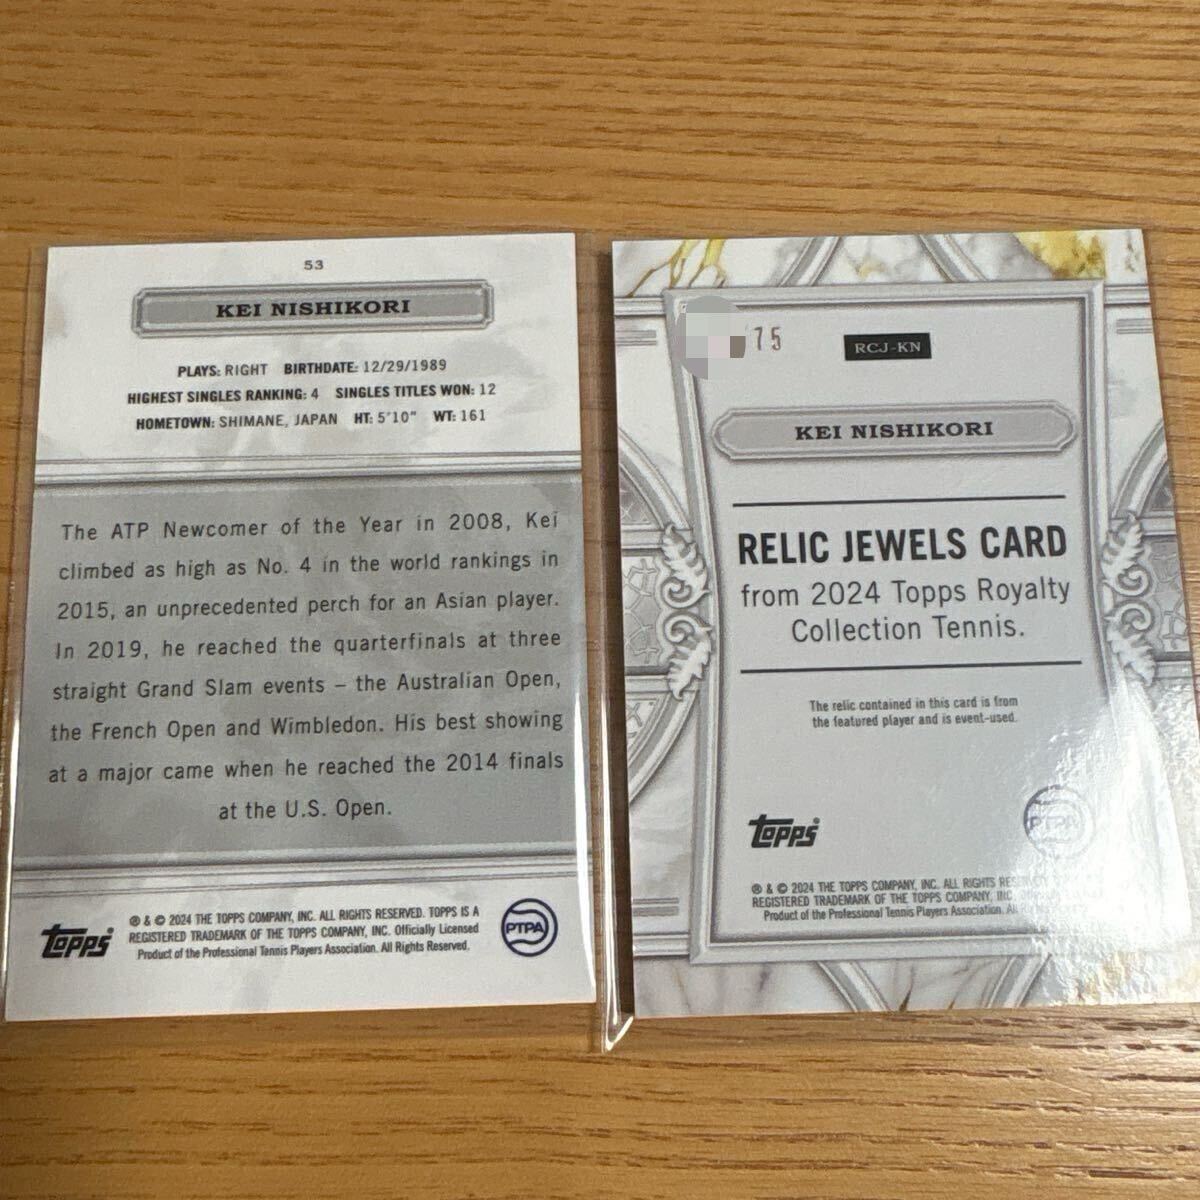 53
KEI NISHIKORI
PLAYS: RIGHT BIRTHDATE: 12/29/1989
HIGHEST SINGLES RANKING: 4 SINGLES TITLES WON: 12
HOMETOWN: SHIMANE, JAPAN HT: 5'10" WT: 161
The ATP Newcomer of the Year in 2008, Kei
climbed as high as No. 4 in the world rankings in
2015, an unprecedented perch for an Asian player.
In 2019, he reached the quarterfinals at three
straight Grand Slam events – the Australian Open,
the French Open and Wimbledon. His best showing
at a major came when he reached the 2014 finals
at the U.S. Open.
topps
® & © 2024 THE TOPPS COMPANY, INC. ALL RIGHTS RESERVED. TOPPS IS A
REGISTERED TRADEMARK OF THE TOPPS COMPANY, INC. Officially Licensed
Product of the Professional Tennis Players Association. All Rights Reserved.
PTPA
/75
RCJ-KN
KEI NISHIKORI
RELIC JEWELS CARD
from 2024 Topps Royalty
Collection Tennis.
The relic contained in this card is from
the featured player and is event-used.
topps
PTPA
® & © 2024 THE TOPPS COMPANY, INC. ALL RIGHTS
REGISTERED TRADEMARK OF THE TOPPS COMPANY, INC.
Product of the Professional Tennis Players Association. All